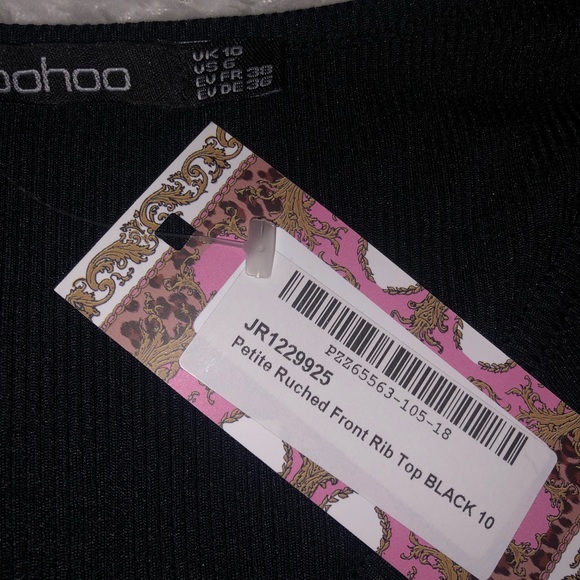 oohoo
UK 10
US 6
EU FR 38
EU DE 36
PZZ65563-105-18
JR1229925
Petite Ruched Front Rib Top BLACK 10